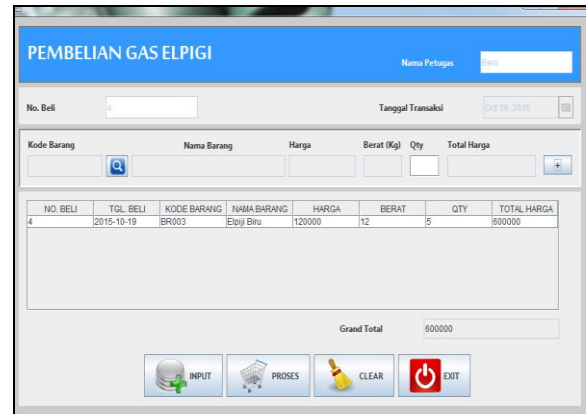 PEMBELIAN GAS ELPIGI
Nama Petugas Beni
No. Beli 4 Tanggal Transaksi Oct 19, 2015
Kode Barang Nama Barang Harga Berat (Kg) Qty Total Harga
+
NO. BELI TGL. BELI KODE BARANG NAMA BARANG HARGA BERAT QTY TOTAL HARGA
4 2015-10-19 BR003 Elpiji Biru 120000 12 5 600000
Grand Total 600000
INPUT PROSES CLEAR EXIT